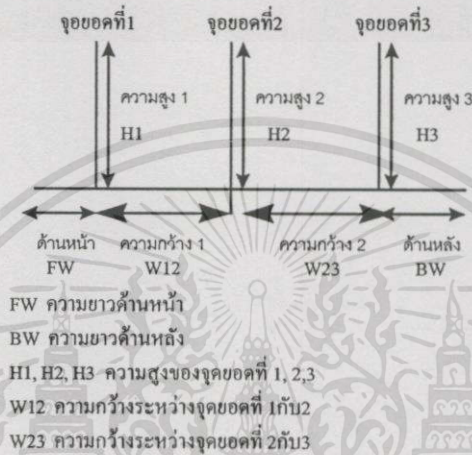 จุอยอดที่1 จุอยอดที่2 จุอยอดที่3
ความสูง 1 ความสูง 2 ความสูง 3
H1 H2 H3
ด้านหน้า ความกว้าง 1 ความกว้าง 2 ด้านหลัง
FW W12 W23 BW
FW ความยาวด้านหน้า
BW ความยาวด้านหลัง
H1, H2, H3 ความสูงของจุดยอดที่ 1, 2,3
W12 ความกว้างระหว่างจุดยอดที่ 1กับ2
W23 ความกว้างระหว่างจุดยอดที่ 2กับ3